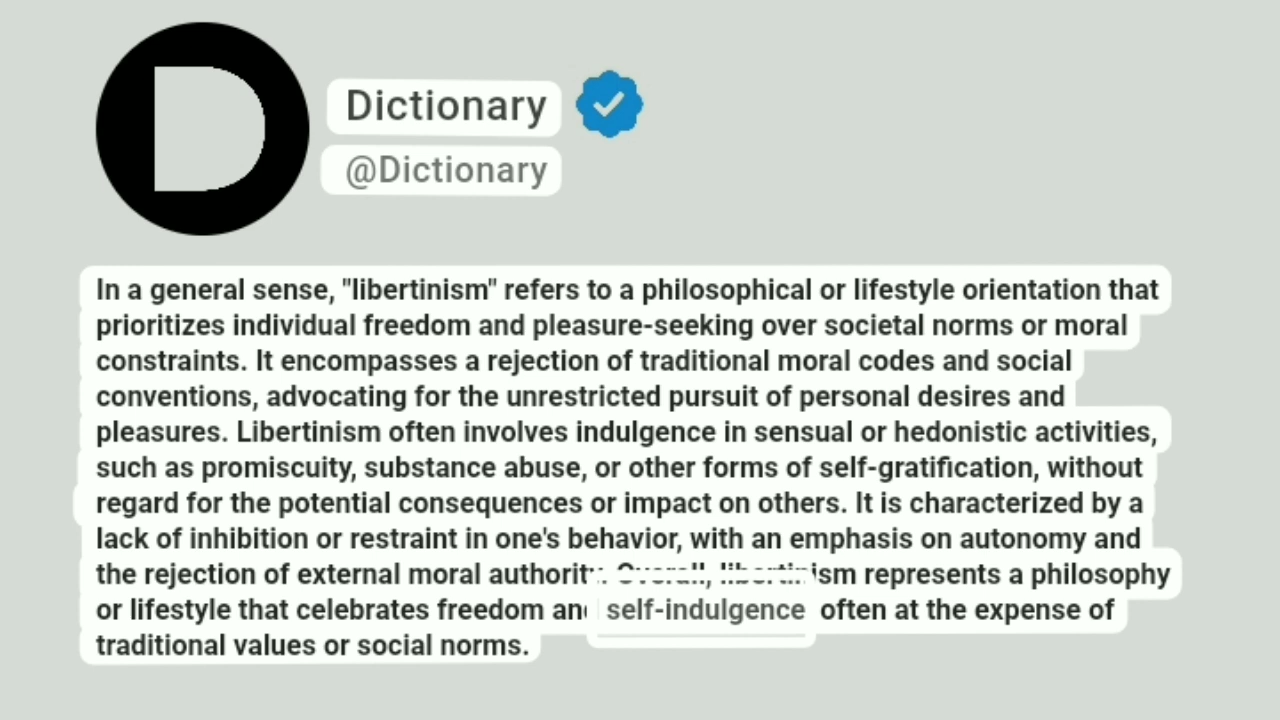 D
Dictionary
@Dictionary
In a general sense, "libertinism" refers to a philosophical or lifestyle orientation that
prioritizes individual freedom and pleasure-seeking over societal norms or moral
constraints. It encompasses a rejection of traditional moral codes and social
conventions, advocating for the unrestricted pursuit of personal desires and
pleasures. Libertinism often involves indulgence in sensual or hedonistic activities,
such as promiscuity, substance abuse, or other forms of self-gratification, without
regard for the potential consequences or impact on others. It is characterized by a
lack of inhibition or restraint in one's behavior, with an emphasis on autonomy and
the rejection of external moral authority. Overall, libertinism represents a philosophy
or lifestyle that celebrates freedom and self-indulgence often at the expense of
traditional values or social norms.